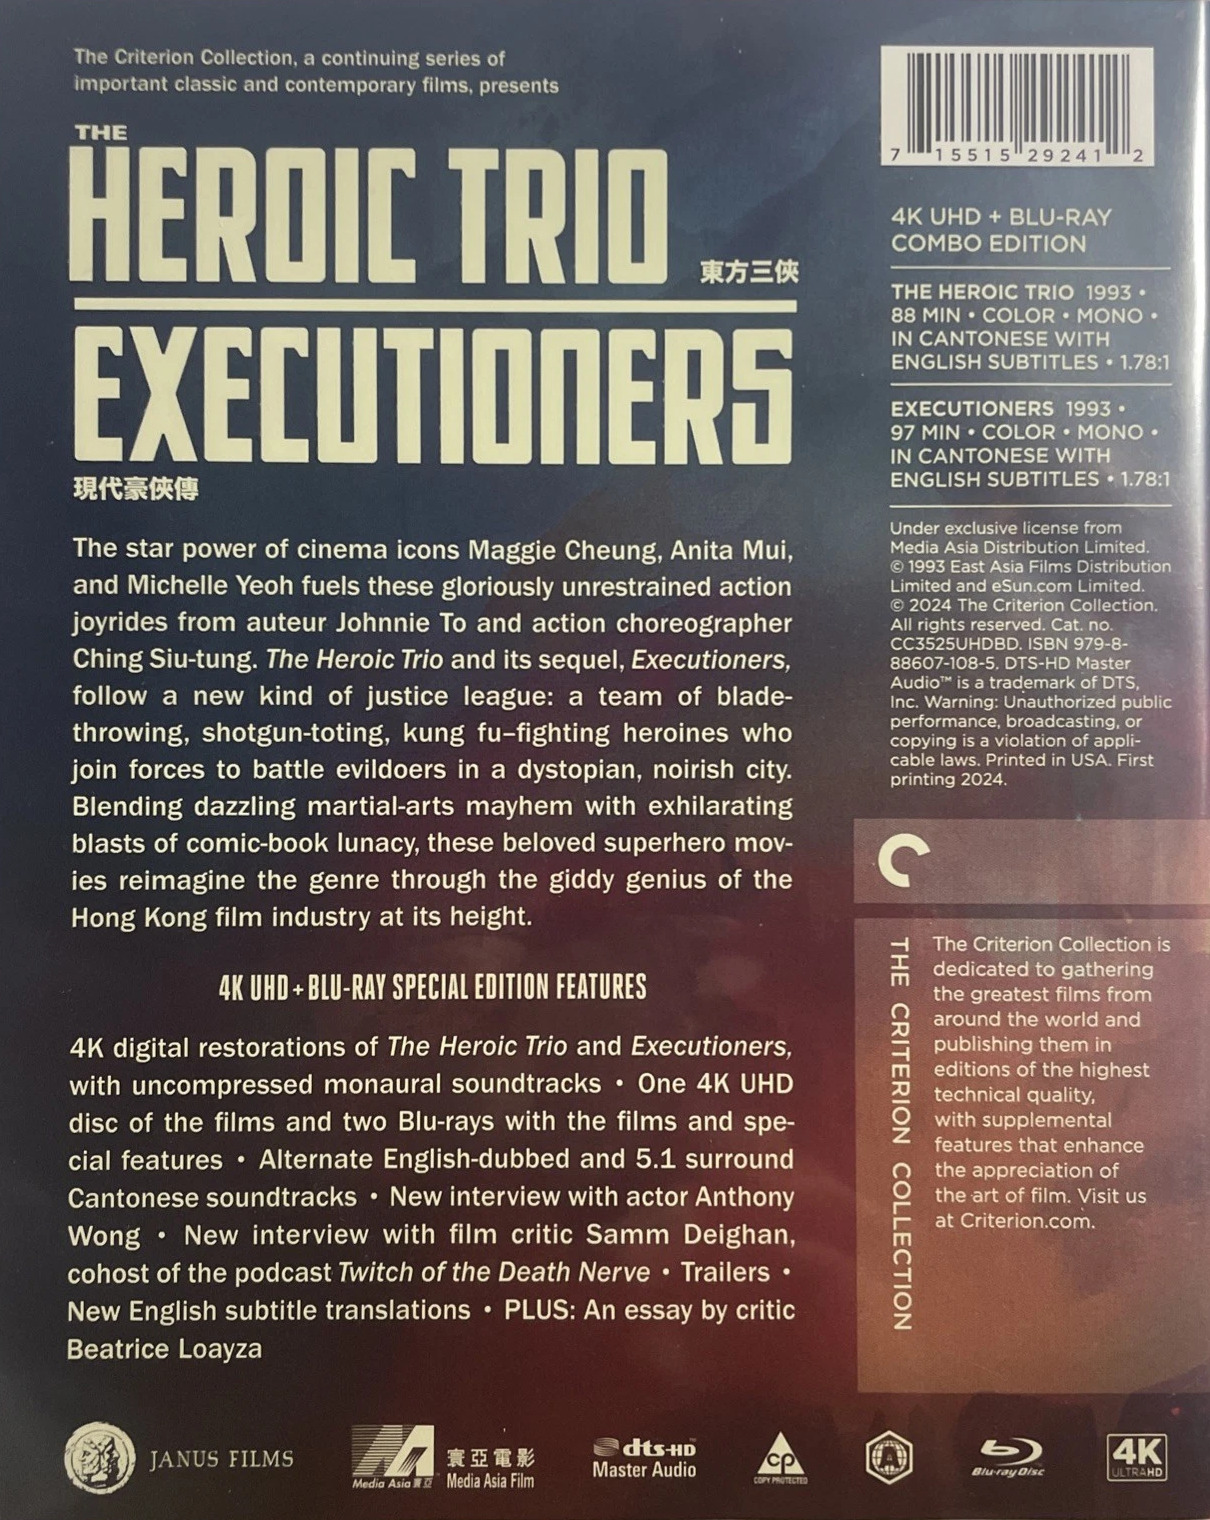 The Criterion Collection, a continuing series of
important classic and contemporary films, presents
THE
HEROIC TRIO
東方三俠
EXECUTIONERS
現代豪俠傳
The star power of cinema icons Maggie Cheung, Anita Mui,
and Michelle Yeoh fuels these gloriously unrestrained action
joyrides from auteur Johnnie To and action choreographer
Ching Siu-tung. The Heroic Trio and its sequel, Executioners,
follow a new kind of justice league: a team of blade-
throwing, shotgun-toting, kung fu–fighting heroines who
join forces to battle evildoers in a dystopian, noirish city.
Blending dazzling martial-arts mayhem with exhilarating
blasts of comic-book lunacy, these beloved superhero mov-
ies reimagine the genre through the giddy genius of the
Hong Kong film industry at its height.
4K UHD + BLU-RAY SPECIAL EDITION FEATURES
4K digital restorations of The Heroic Trio and Executioners,
with uncompressed monaural soundtracks • One 4K UHD
disc of the films and two Blu-rays with the films and spe-
cial features • Alternate English-dubbed and 5.1 surround
Cantonese soundtracks • New interview with actor Anthony
Wong • New interview with film critic Samm Deighan,
cohost of the podcast Twitch of the Death Nerve • Trailers •
New English subtitle translations • PLUS: An essay by critic
Beatrice Loayza
7 15515 29241 2
4K UHD + BLU-RAY
COMBO EDITION
THE HEROIC TRIO 1993 •
88 MIN • COLOR • MONO •
IN CANTONESE WITH
ENGLISH SUBTITLES • 1.78:1
EXECUTIONERS 1993 •
97 MIN • COLOR • MONO •
IN CANTONESE WITH
ENGLISH SUBTITLES • 1.78:1
Under exclusive license from
Media Asia Distribution Limited.
© 1993 East Asia Films Distribution
Limited and eSun.com Limited.
© 2024 The Criterion Collection.
All rights reserved. Cat. no.
CC3525UHDBD. ISBN 979-8-
88607-108-5. DTS-HD Master
Audio™ is a trademark of DTS,
Inc. Warning: Unauthorized public
performance, broadcasting, or
copying is a violation of appli-
cable laws. Printed in USA. First
printing 2024.
THE CRITERION COLLECTION
The Criterion Collection is
dedicated to gathering
the greatest films from
around the world and
publishing them in
editions of the highest
technical quality,
with supplemental
features that enhance
the appreciation of
the art of film. Visit us
at Criterion.com.
JANUS FILMS
Media Asia 寰亞
寰亞電影
Media Asia Film
dts-HD
Master Audio
CP
COPY PROTECTED
A
Blu-ray Disc
4K
ULTRA HD